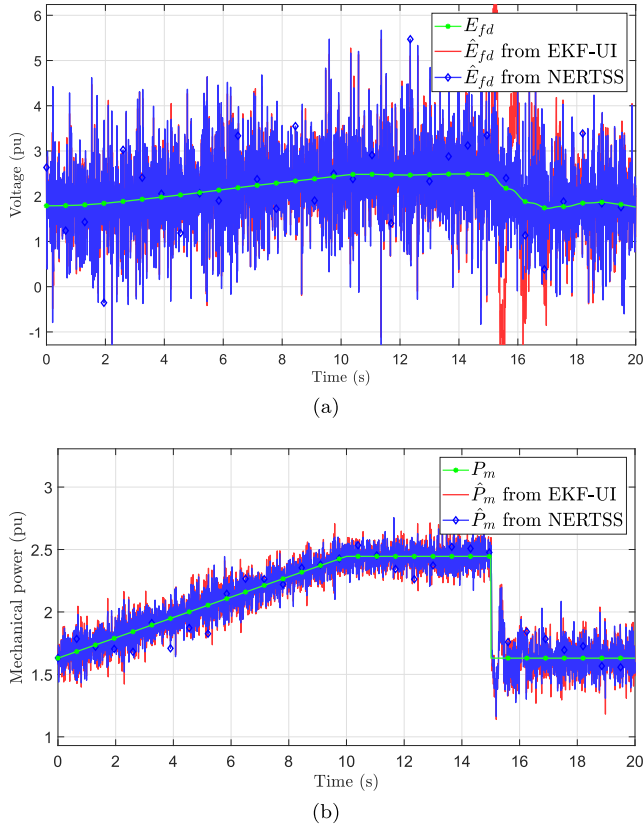 6
5
4
3
2
1
0
-1
Voltage (pu)
E_fd
Ê_fd from EKF-UI
Ê_fd from NERTSS
0 2 4 6 8 10 12 14 16 18 20
Time (s)
(a)
3
2.5
2
1.5
1
Mechanical power (pu)
P_m
P̂_m from EKF-UI
P̂_m from NERTSS
0 2 4 6 8 10 12 14 16 18 20
Time (s)
(b)